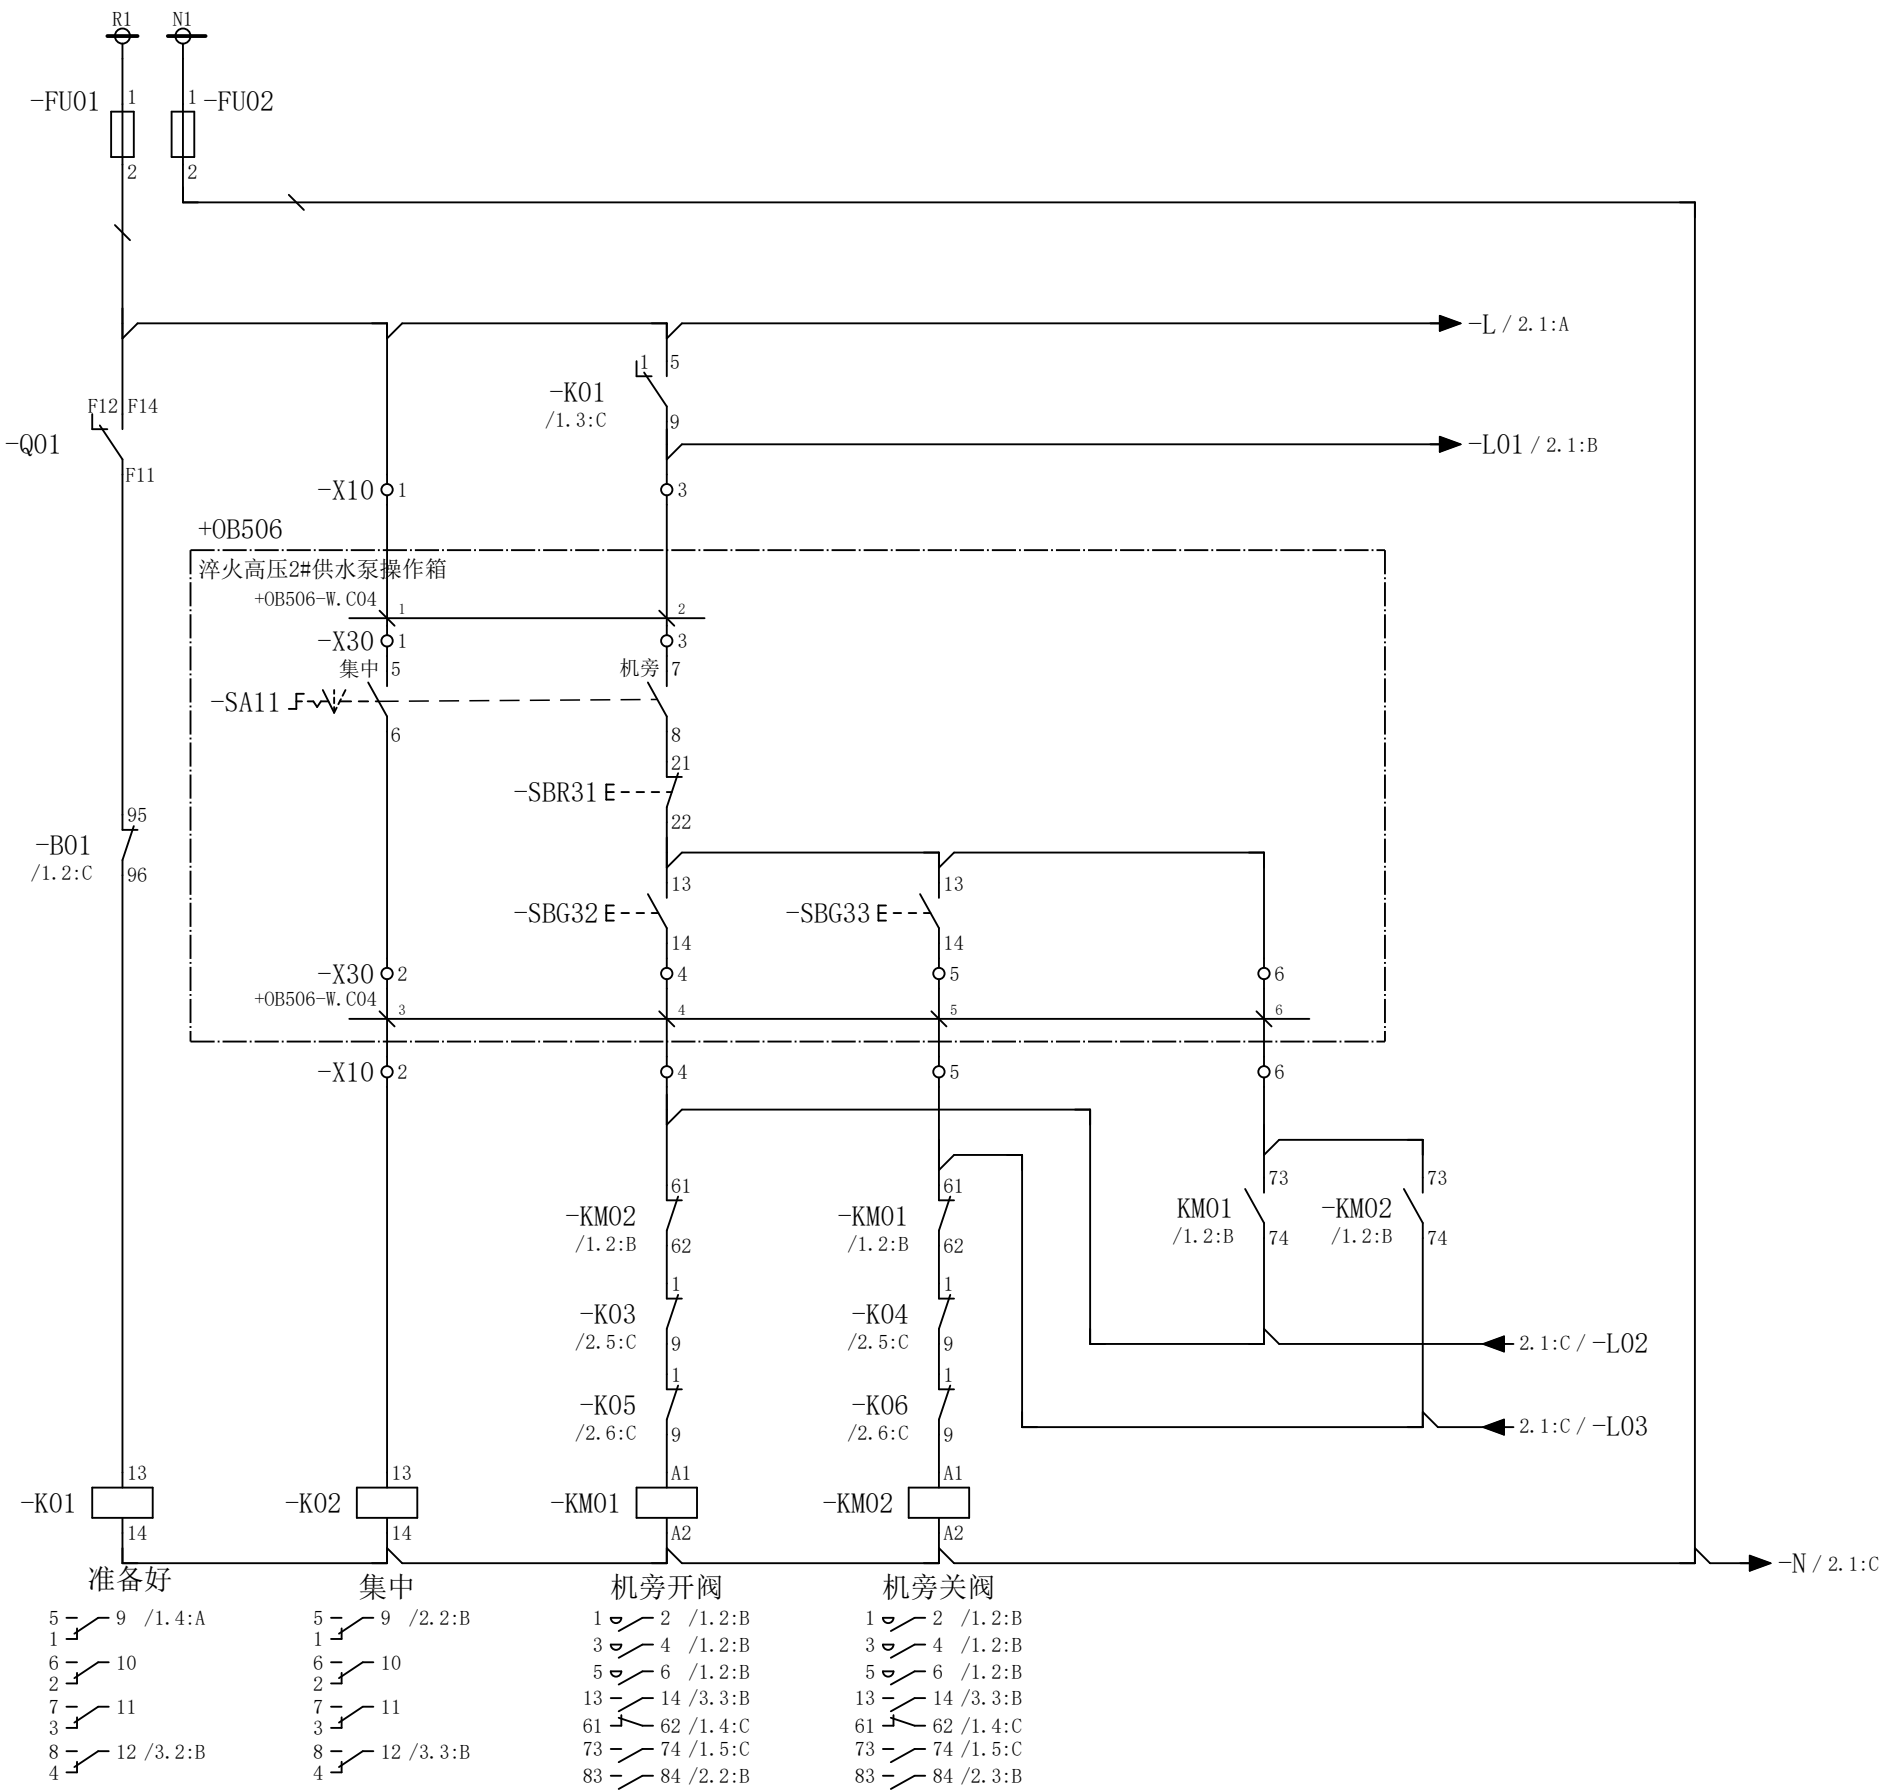 R1 N1
-FU01 1 1 -FU02
2 2
-L / 2.1:A
1 5
-K01
/1.3:C
9
F12 F14
-Q01
F11
-L01 / 2.1:B
-X10 1 3
+OB506
淬火高压2#供水泵操作箱
+OB506-W.C04 1 2
-X30 1 3
集中 5 机旁 7
-SA11
6 8
21
-SBR31
22
95
-B01
/1.2:C 96
13 13
-SBG32 -SBG33
14 14
-X30 2 4 5 6
+OB506-W.C04 3 4 5 6
-X10 2 4 5 6
61 61 73 73
-KM02 -KM01 KM01 -KM02
/1.2:B /1.2:B /1.2:B /1.2:B
62 62 74 74
1 1
-K03 -K04
/2.5:C /2.5:C
9 9
2.1:C / -L02
1 1
-K05 -K06
/2.6:C /2.6:C
9 9
2.1:C / -L03
13 13 A1 A1
-K01 -K02 -KM01 -KM02
14 14 A2 A2
-N / 2.1:C
准备好 集中 机旁开阀 机旁关阀
5 9 /1.4:A
1
6 10
2
7 11
3
8 12 /3.2:B
4
5 9 /2.2:B
1
6 10
2
7 11
3
8 12 /3.3:B
4
1 2 /1.2:B
3 4 /1.2:B
5 6 /1.2:B
13 14 /3.3:B
61 62 /1.4:C
73 74 /1.5:C
83 84 /2.2:B
1 2 /1.2:B
3 4 /1.2:B
5 6 /1.2:B
13 14 /3.3:B
61 62 /1.4:C
73 74 /1.5:C
83 84 /2.3:B